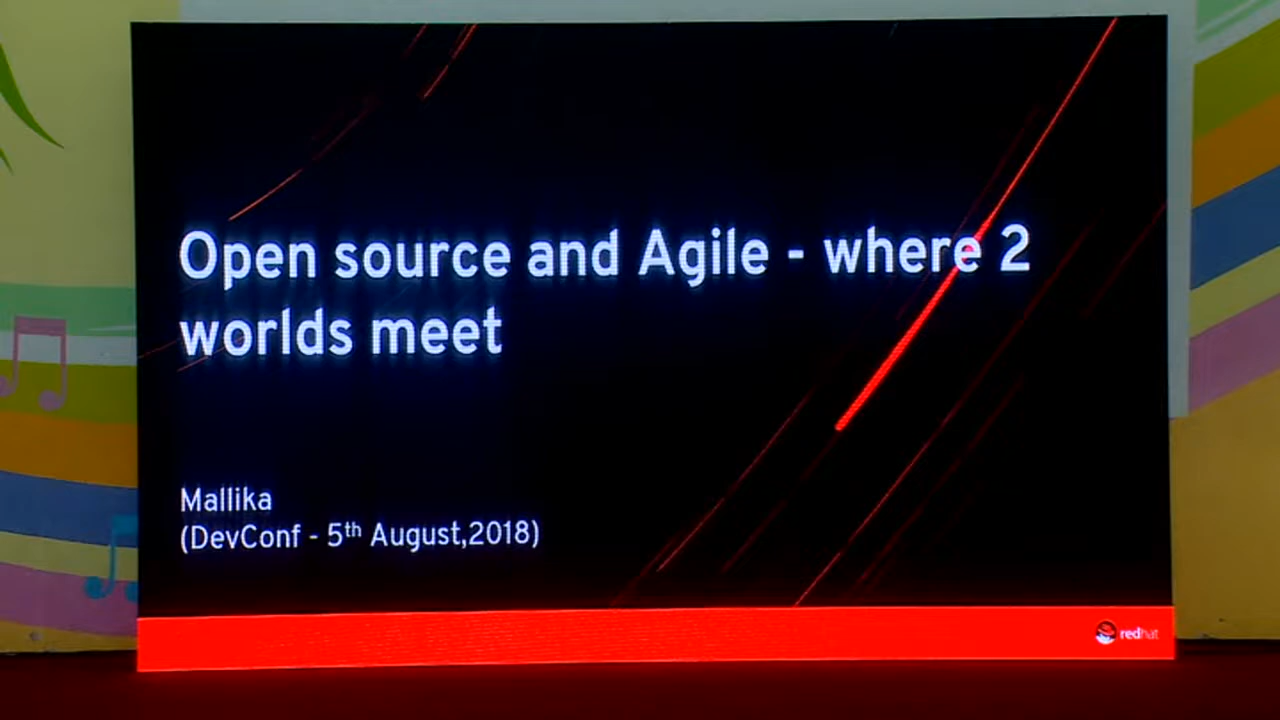 Open source and Agile - where 2
worlds meet
Mallika
(DevConf - 5th August,2018)
redhat